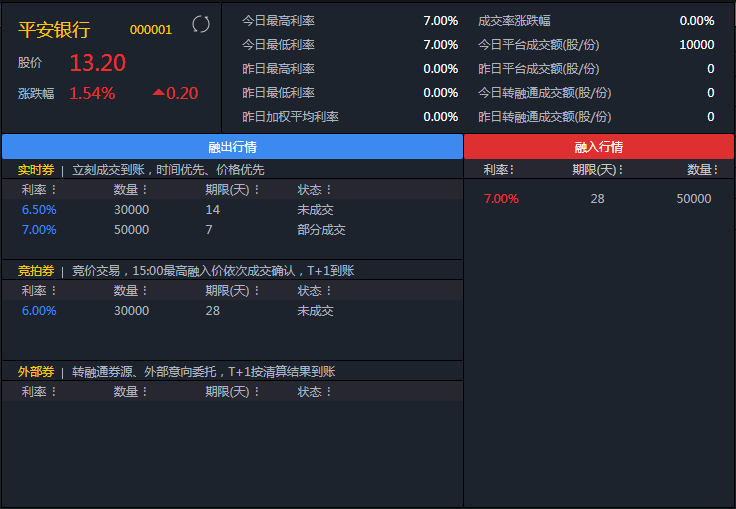 平安银行 000001
股价 13.20
涨跌幅 1.54% 0.20
今日最高利率 7.00% 成交率涨跌幅 0.00%
今日最低利率 7.00% 今日平台成交额(股/份) 10000
昨日最高利率 0.00% 昨日平台成交额(股/份) 0
昨日最低利率 0.00% 今日转融通成交额(股/份) 0
昨日加权平均利率 0.00% 昨日转融通成交额(股/份) 0
融出行情
实时券 | 立刻成交到账，时间优先、价格优先
利率 数量 期限(天) 状态
6.50% 30000 14 未成交
7.00% 50000 7 部分成交
竞拍券 | 竞价交易，15:00最高融入价依次成交确认，T+1到账
利率 数量 期限(天) 状态
6.00% 30000 28 未成交
外部券 | 转融通券源、外部意向委托，T+1按清算结果到账
利率 数量 期限(天) 状态
融入行情
利率 期限(天) 数量
7.00% 28 50000